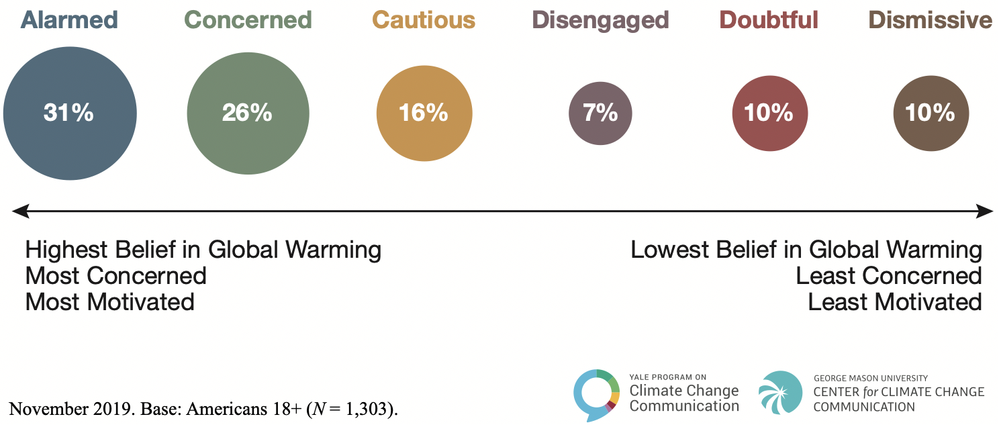 Alarmed Concerned Cautious Disengaged Doubtful Dismissive
31% 26% 16% 7% 10% 10%
Highest Belief in Global Warming
Most Concerned
Most Motivated
Lowest Belief in Global Warming
Least Concerned
Least Motivated
November 2019. Base: Americans 18+ (N = 1,303).
YALE PROGRAM ON
Climate Change
Communication
GEORGE MASON UNIVERSITY
CENTER for CLIMATE CHANGE
COMMUNICATION